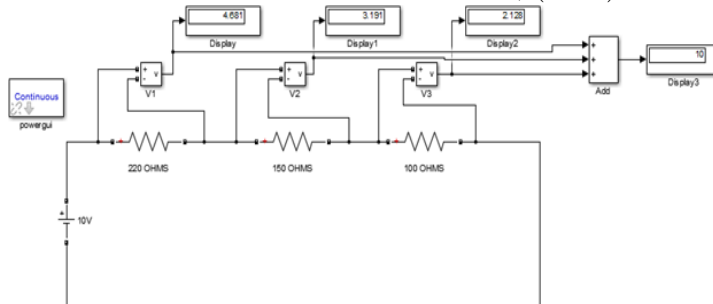 4.681
3.191
2.128
Display
Display1
Display2
10
Display3
+
+
+
Add
+
-
v
V1
+
-
v
V2
+
-
v
V3
Continuous
powergui
220 OHMS
150 OHMS
100 OHMS
+
10V